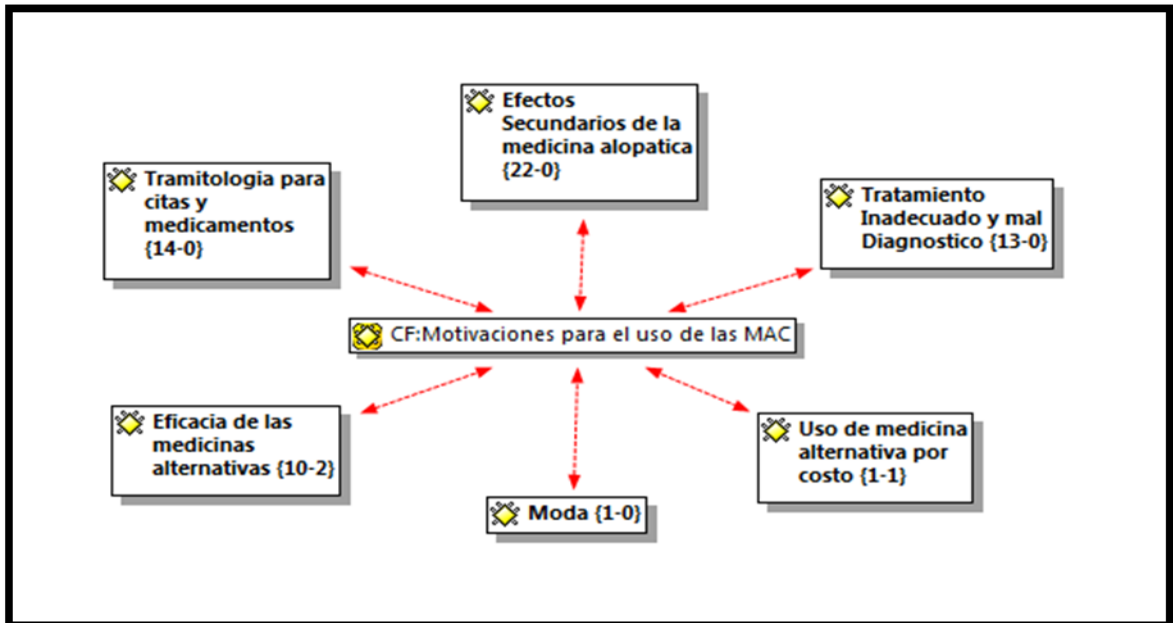 Efectos
Secundarios de la
medicina alopatica
{22-0}
Tramitologia para
citas y
medicamentos
{14-0}
Tratamiento
Inadecuado y mal
Diagnostico {13-0}
CF:Motivaciones para el uso de las MAC
Eficacia de las
medicinas
alternativas {10-2}
Uso de medicina
alternativa por
costo {1-1}
Moda {1-0}